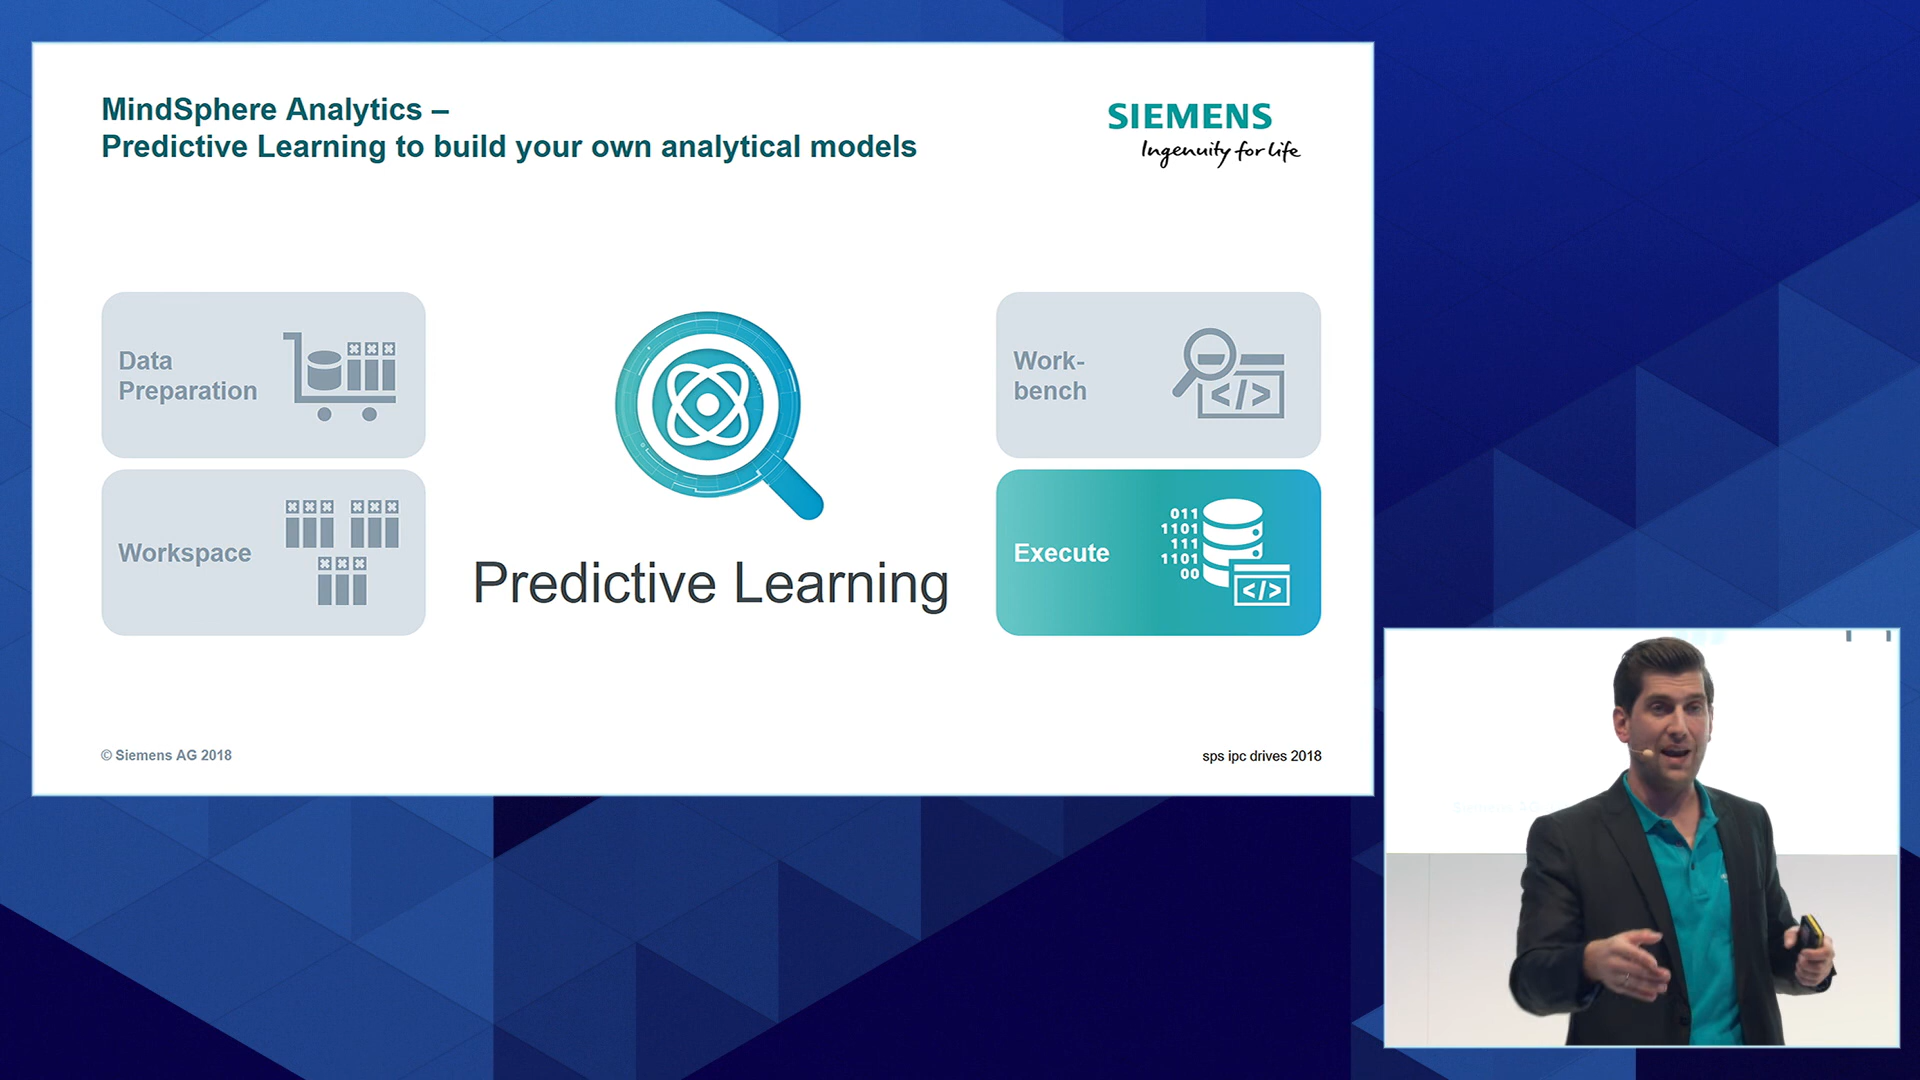 MindSphere Analytics –
Predictive Learning to build your own analytical models
SIEMENS
Ingenuity for life
Data
Preparation
Workspace
Predictive Learning
Work-
bench
</>
Execute
011
1101
111
1101
00
</>
© Siemens AG 2018
sps ipc drives 2018